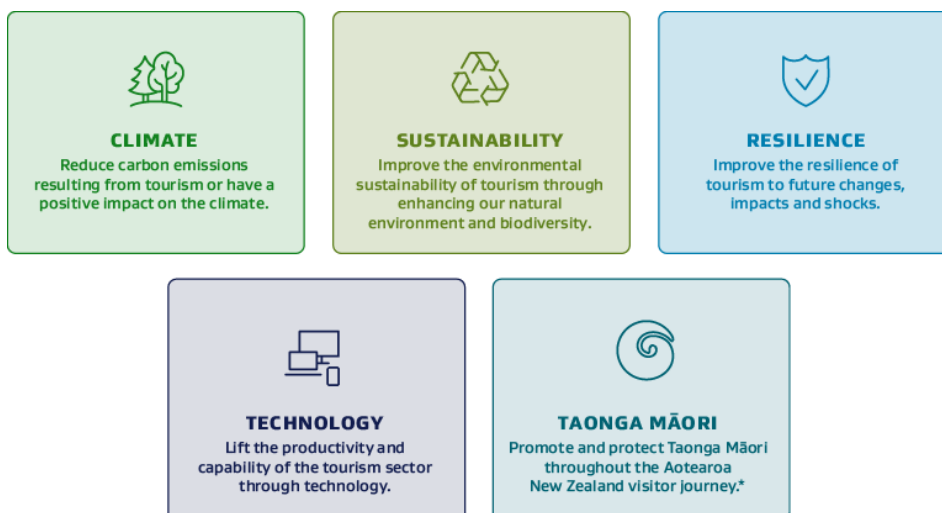 CLIMATE
Reduce carbon emissions
resulting from tourism or have a
positive impact on the climate.
SUSTAINABILITY
Improve the environmental
sustainability of tourism through
enhancing our natural
environment and biodiversity.
RESILIENCE
Improve the resilience of
tourism to future changes,
impacts and shocks.
TECHNOLOGY
Lift the productivity and
capability of the tourism sector
through technology.
TAONGA MĀORI
Promote and protect Taonga Māori
throughout the Aotearoa
New Zealand visitor journey.*